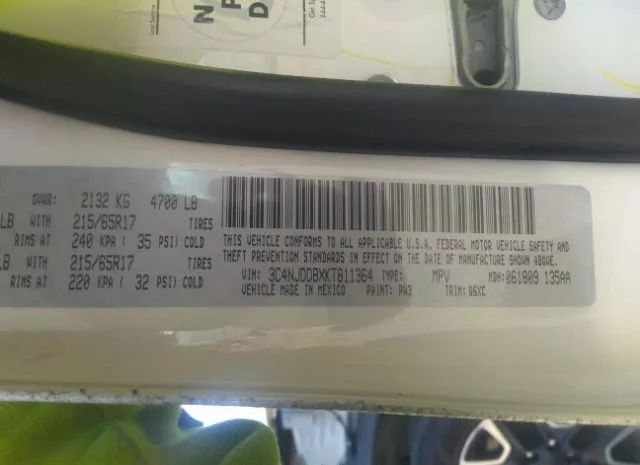 N
GVWR: 2132 KG 4700 LB
LB WITH 215/65R17 TIRES
RIMS AT 240 KPA ( 35 PSI) COLD
LB WITH 215/65R17 TIRES
RIMS AT 220 KPA ( 32 PSI) COLD
THIS VEHICLE CONFORMS TO ALL APPLICABLE U.S.A. FEDERAL MOTOR VEHICLE SAFETY
AND THEFT PREVENTION STANDARDS IN EFFECT ON THE DATE OF MANUFACTURE SHOWN ABOVE.
VIN: 3C4NJDDBXKT811364 TYPE: MPV MDH: 061809 135AA
VEHICLE MADE IN MEXICO PAINT: PW3 TRIM: Q6XC